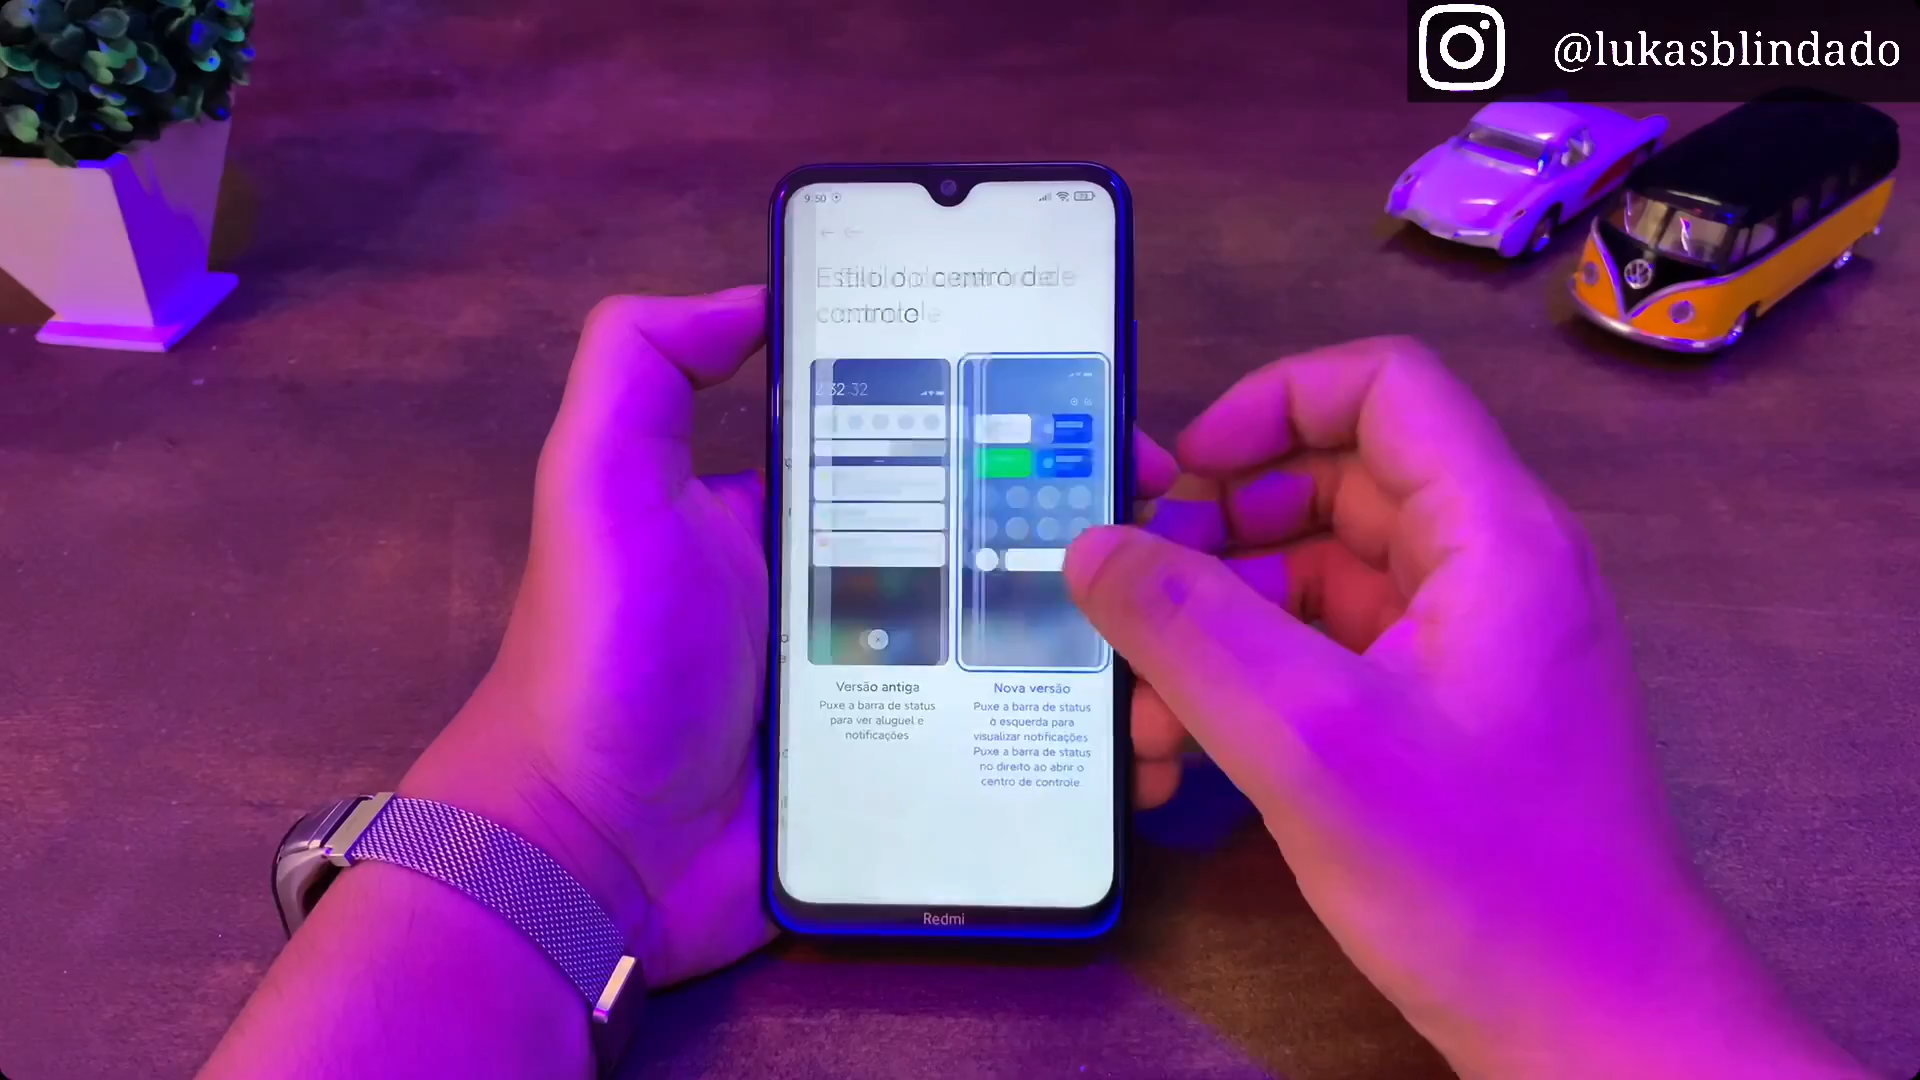 @lukasblindado
9:50
Estilo do centro de
controle
Versão antiga
Puxe a barra de status
para ver aluguel e
notificações
Nova versão
Puxe a barra de status
à esquerda para
visualizar notificações
Puxe a barra de status
no direito ao abrir o
centro de controle.
Redmi